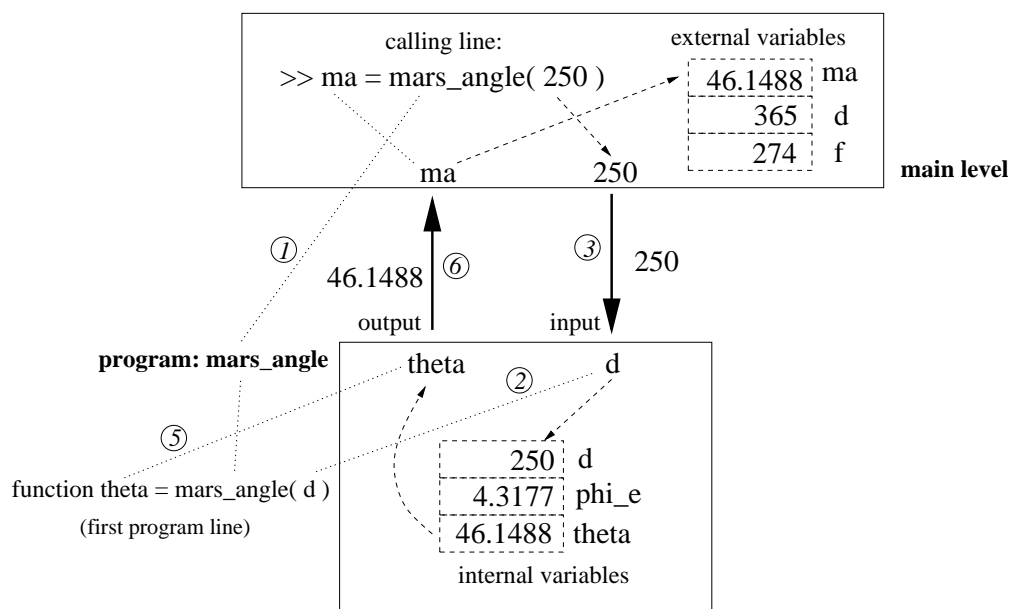 calling line:
external variables
>> ma = mars_angle( 250 )
46.1488 ma
365 d
274 f
ma
250
main level
1
6
3
46.1488
250
output
input
program: mars_angle
theta
d
2
5
250 d
function theta = mars_angle( d )
4.3177 phi_e
(first program line)
46.1488 theta
internal variables